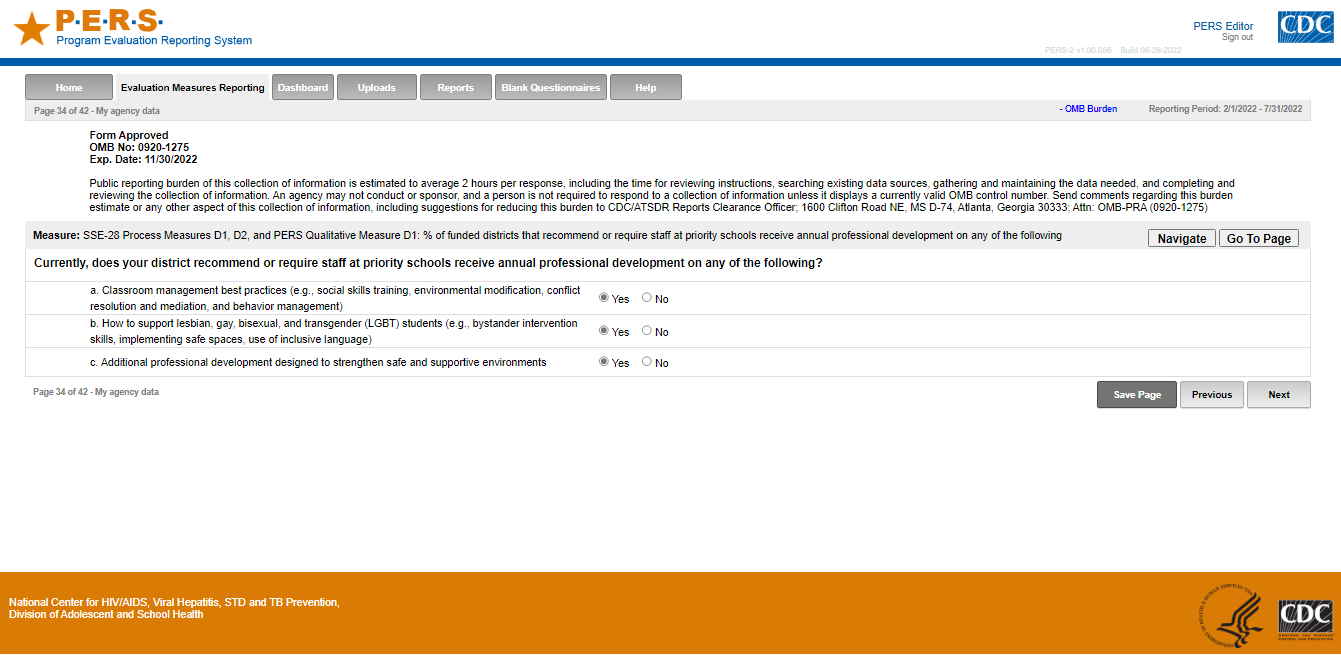 P·E·R·S·
Program Evaluation Reporting System
PERS Editor
Sign out
CDC
PERS-2 v1.00.056 Build 08-29-2022
Home Evaluation Measures Reporting Dashboard Uploads Reports Blank Questionnaires Help
Page 34 of 42 - My agency data - OMB Burden Reporting Period: 2/1/2022 - 7/31/2022
Form Approved
OMB No: 0920-1275
Exp. Date: 11/30/2022
Public reporting burden of this collection of information is estimated to average 2 hours per response, including the time for reviewing instructions, searching existing data sources, gathering and maintaining the data needed, and completing and
reviewing the collection of information. An agency may not conduct or sponsor, and a person is not required to respond to a collection of information unless it displays a currently valid OMB control number. Send comments regarding this burden
estimate or any other aspect of this collection of information, including suggestions for reducing this burden to CDC/ATSDR Reports Clearance Officer; 1600 Clifton Road NE, MS D-74, Atlanta, Georgia 30333; Attn: OMB-PRA (0920-1275)
Measure: SSE-28 Process Measures D1, D2, and PERS Qualitative Measure D1: % of funded districts that recommend or require staff at priority schools receive annual professional development on any of the following
Navigate Go To Page
Currently, does your district recommend or require staff at priority schools receive annual professional development on any of the following?
a. Classroom management best practices (e.g., social skills training, environmental modification, conflict
resolution and mediation, and behavior management)
Yes No
b. How to support lesbian, gay, bisexual, and transgender (LGBT) students (e.g., bystander intervention
skills, implementing safe spaces, use of inclusive language)
Yes No
c. Additional professional development designed to strengthen safe and supportive environments
Yes No
Page 34 of 42 - My agency data
Save Page Previous Next
National Center for HIV/AIDS, Viral Hepatitis, STD and TB Prevention,
Division of Adolescent and School Health
CDC